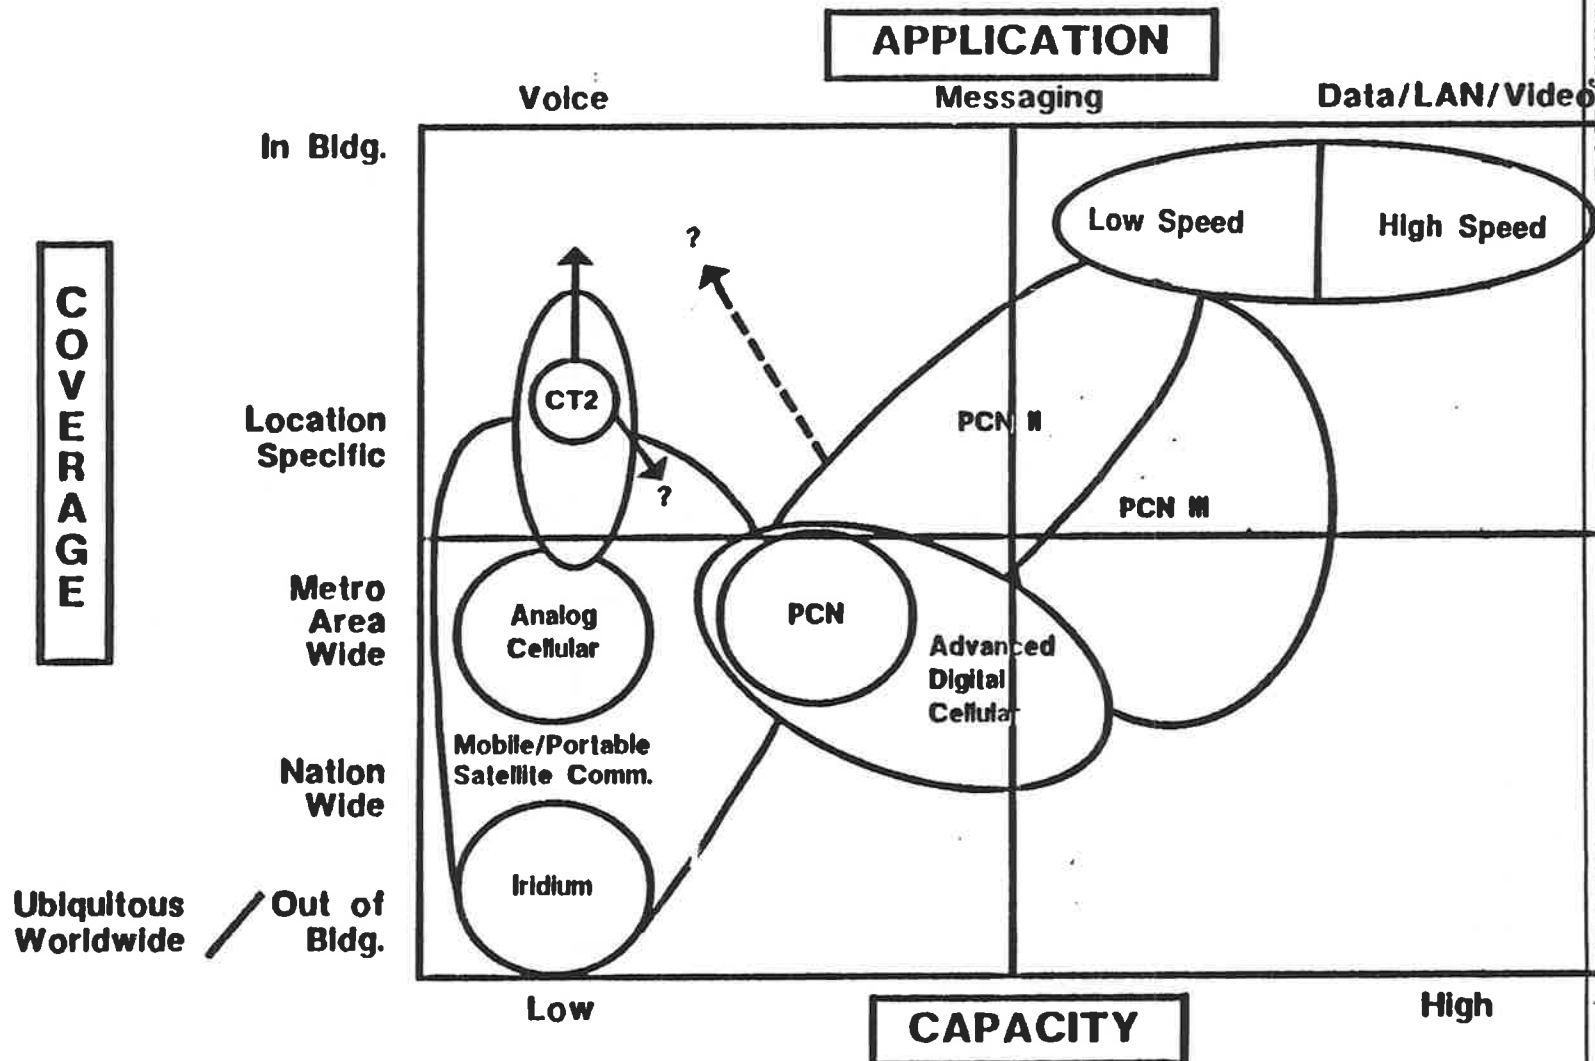 APPLICATION
Voice
Messaging
Data/LAN/Video
In Bldg.
Low Speed
High Speed
?
COVERAGE
CT2
Location
Specific
PCN II
?
PCN III
Metro
Area
Wide
Analog
Cellular
PCN
Advanced
Digital
Cellular
Mobile/Portable
Satellite Comm.
Nation
Wide
Iridium
Ubiquitous
Worldwide
/
Out of
Bldg.
Low
High
CAPACITY